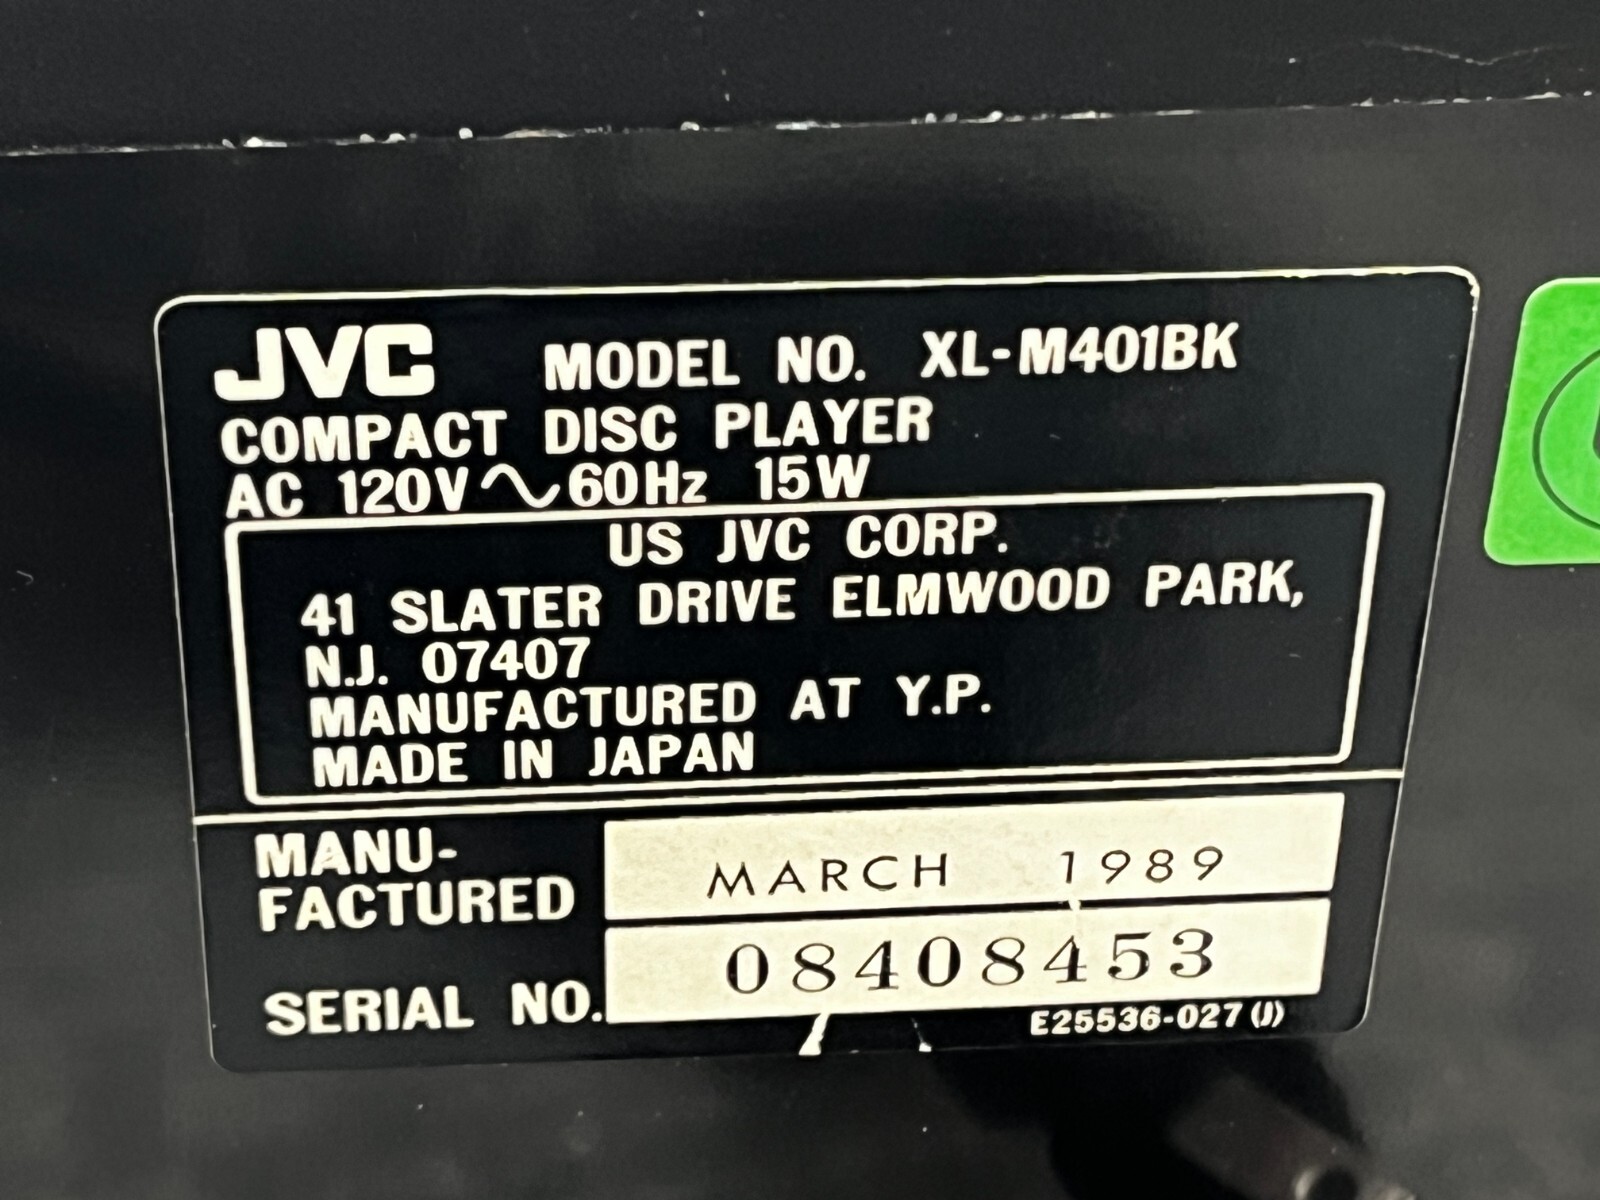 JVC MODEL NO. XL-M401BK
COMPACT DISC PLAYER
AC 120V ~ 60Hz 15W
US JVC CORP.
41 SLATER DRIVE ELMWOOD PARK,
N.J. 07407
MANUFACTURED AT Y.P.
MADE IN JAPAN
MANU-
FACTURED
MARCH 1989
SERIAL NO. 08408453
E25536-027 (J)